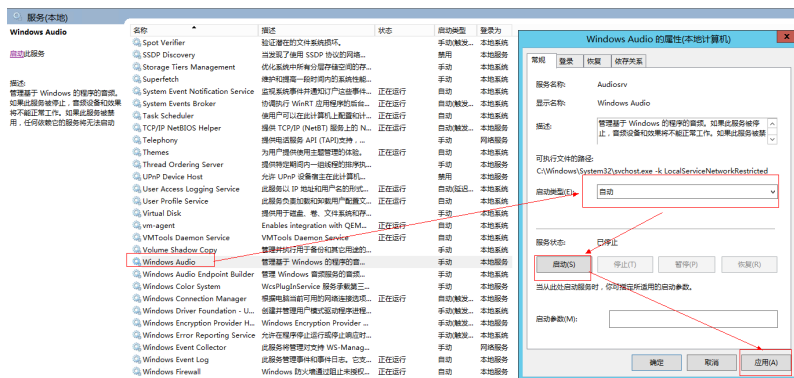 服务(本地)
Windows Audio
启动此服务
描述:
管理基于 Windows 的程序的音频。
如果此服务被停止，音频设备和效果
将不能正常工作。如果此服务被禁
用，任何依赖它的服务将无法启动
名称 描述 状态 启动类型 登录为
Spot Verifier 验证潜在的文件系统损坏。 手动(触发... 本地系统
SSDP Discovery 当发现了使用 SSDP 协议的网络... 禁用 本地服务
Storage Tiers Management 优化系统中所有分层存储空间的存... 手动 本地系统
Superfetch 维护和提高一段时间内的系统性能... 手动 本地系统
System Event Notification Service 监视系统事件并通知订户这些事件... 正在运行 自动 本地系统
System Events Broker 协调执行 WinRT 应用程序的后台... 正在运行 自动(触发... 本地系统
Task Scheduler 使用户可以在此计算机上配置和计... 正在运行 自动 本地系统
TCP/IP NetBIOS Helper 提供 TCP/IP (NetBT) 服务上的 N... 正在运行 自动(触发... 本地服务
Telephony 提供电话服务 API (TAPI)支持，... 手动 网络服务
Themes 为用户提供使用主题管理的体验。 正在运行 自动 本地系统
Thread Ordering Server 提供特定期间内一组线程的排序执... 手动 本地服务
UPnP Device Host 允许 UPnP 设备宿主在此计算机... 禁用 本地服务
User Access Logging Service 此服务以 IP 地址和用户名的形式... 正在运行 自动(延迟... 本地系统
User Profile Service 此服务负责加载和卸载用户配置文... 正在运行 自动 本地系统
Virtual Disk 提供用于磁盘、卷、文件系统和存... 手动 本地系统
vm-agent Enables integration with QEM... 正在运行 自动 本地系统
VMTools Daemon Service VMTools Daemon Service 正在运行 自动 本地系统
Volume Shadow Copy 管理并执行用于备份和其它用途的... 手动 本地系统
Windows Audio 管理基于 Windows 的程序的音... 手动 本地服务
Windows Audio Endpoint Builder 管理 Windows 音频服务的音频... 手动 本地系统
Windows Color System WcsPlugInService 服务承载第三... 手动 本地服务
Windows Connection Manager 根据电脑当前可用的网络连接选项... 正在运行 自动(触发... 本地服务
Windows Driver Foundation - U... 创建并管理用户模式驱动程序进程... 手动(触发... 本地系统
Windows Encryption Provider H... Windows Encryption Provider ... 手动(触发... 本地服务
Windows Error Reporting Service 允许在程序停止运行或停止响应时... 手动(触发... 本地系统
Windows Event Collector 此服务将管理对支持 WS-Manag... 手动 网络服务
Windows Event Log 此服务管理事件和事件日志。它支... 正在运行 自动 本地服务
Windows Firewall Windows 防火墙通过阻止未授权... 正在运行 自动 本地服务
Windows Audio 的属性(本地计算机)
x
常规 登录 恢复 依存关系
服务名称: Audiosrv
显示名称: Windows Audio
描述: 管理基于 Windows 的程序的音频。如果此服务被停
止，音频设备和效果将不能正常工作。如果此服务被禁
可执行文件的路径:
C:\Windows\System32\svchost.exe -k LocalServiceNetworkRestricted
启动类型(E): 自动
服务状态: 已停止
启动(S) 停止(T) 暂停(P) 恢复(R)
当从此处启动服务时，你可指定所适用的启动参数。
启动参数(M):
确定 取消 应用(A)